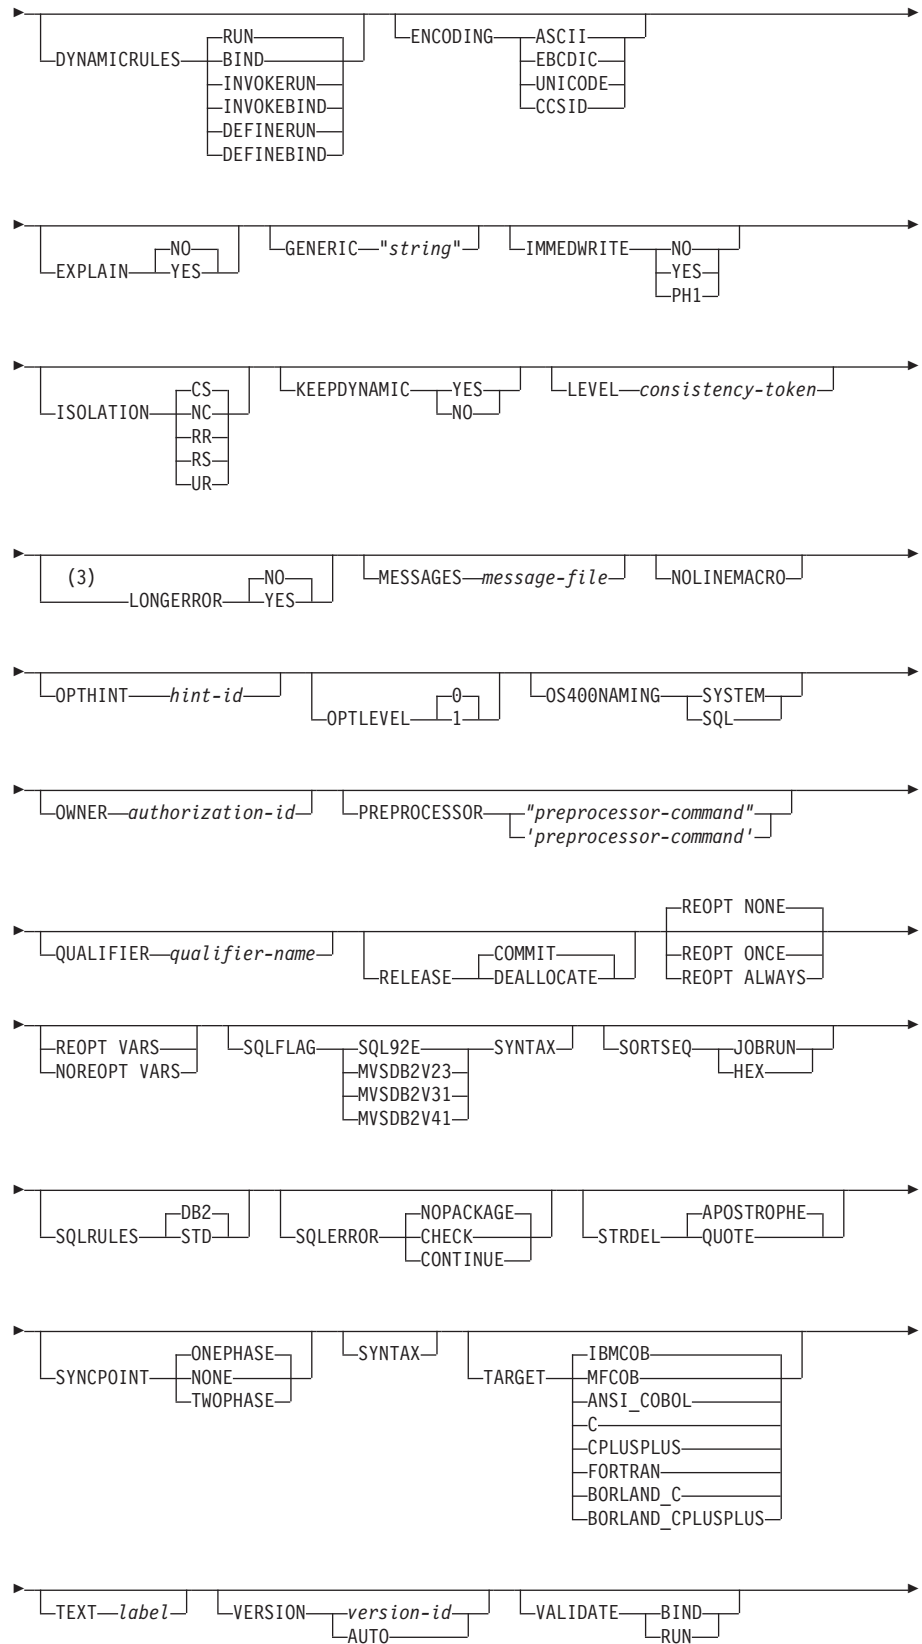 RUN ASCII
DYNAMICRULES BIND ENCODING EBCDIC
INVOKERUN UNICODE
INVOKEBIND CCSID
DEFINERUN
DEFINEBIND
NO GENERIC "string" IMMEDWRITE NO
EXPLAIN YES YES
PH1
CS KEEPDYNAMIC YES LEVEL consistency-token
ISOLATION NC NO
RR
RS
UR
(3) NO MESSAGES message-file NOLINEMACRO
LONGERROR YES
OPTHINT hint-id 0 OS400NAMING SYSTEM
OPTLEVEL 1 SQL
OWNER authorization-id PREPROCESSOR "preprocessor-command"
'preprocessor-command'
REOPT NONE
QUALIFIER qualifier-name COMMIT REOPT ONCE
RELEASE DEALLOCATE REOPT ALWAYS
REOPT VARS SQLFLAG SQL92E SYNTAX SORTSEQ JOBRUN
NOREOPT VARS MVSDB2V23 HEX
MVSDB2V31
MVSDB2V41
DB2 NOPACKAGE APOSTROPHE
SQLRULES STD SQLERROR CHECK STRDEL QUOTE
CONTINUE
ONEPHASE SYNTAX IBMCOB
SYNCPOINT NONE TARGET MFCOB
TWOPHASE ANSI_COBOL
C
CPLUSPLUS
FORTRAN
BORLAND_C
BORLAND_CPLUSPLUS
TEXT label VERSION version-id VALIDATE BIND
AUTO RUN